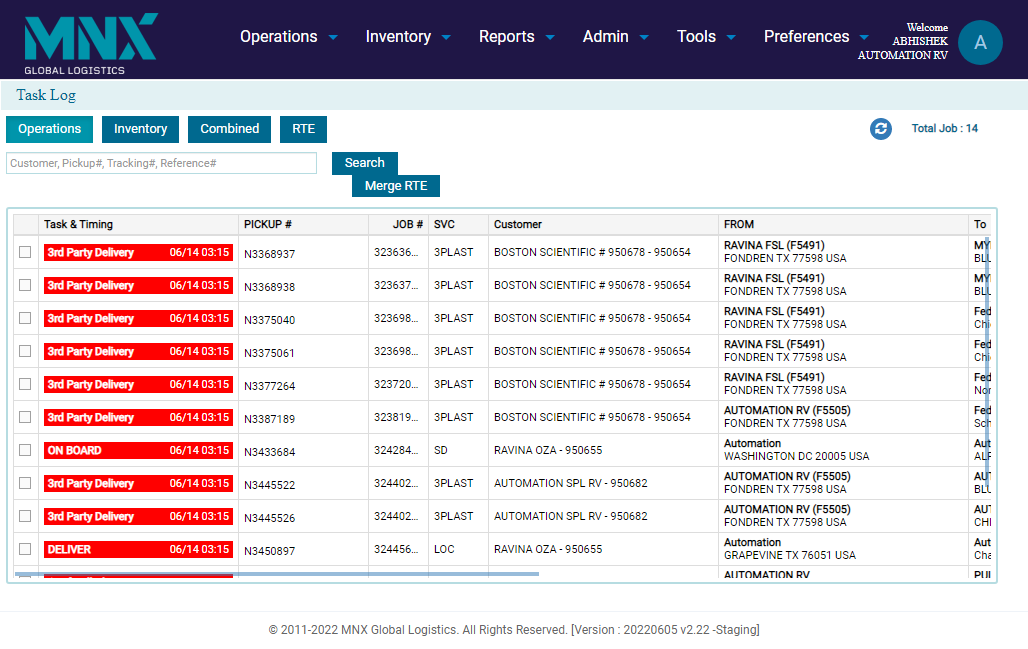 MNX
GLOBAL LOGISTICS
Operations Inventory Reports Admin Tools Preferences
Welcome
ABHISHEK
AUTOMATION RV
A
Task Log
Operations Inventory Combined RTE
Total Job : 14
Customer, Pickup#, Tracking#, Reference# Search
Merge RTE
Task & Timing PICKUP # JOB # SVC Customer FROM To
3rd Party Delivery 06/14 03:15 N3368937 323636... 3PLAST BOSTON SCIENTIFIC # 950678 - 950654 RAVINA FSL (F5491) MY
FONDREN TX 77598 USA BLU
3rd Party Delivery 06/14 03:15 N3368938 323637... 3PLAST BOSTON SCIENTIFIC # 950678 - 950654 RAVINA FSL (F5491) MY
FONDREN TX 77598 USA BLU
3rd Party Delivery 06/14 03:15 N3375040 323698... 3PLAST BOSTON SCIENTIFIC # 950678 - 950654 RAVINA FSL (F5491) Fed
FONDREN TX 77598 USA Chi
3rd Party Delivery 06/14 03:15 N3375061 323698... 3PLAST BOSTON SCIENTIFIC # 950678 - 950654 RAVINA FSL (F5491) Fed
FONDREN TX 77598 USA Chi
3rd Party Delivery 06/14 03:15 N3377264 323720... 3PLAST BOSTON SCIENTIFIC # 950678 - 950654 RAVINA FSL (F5491) Fed
FONDREN TX 77598 USA Nor
3rd Party Delivery 06/14 03:15 N3387189 323819... 3PLAST BOSTON SCIENTIFIC # 950678 - 950654 AUTOMATION RV (F5505) Fed
FONDREN TX 77598 USA Sch
ON BOARD 06/14 03:15 N3433684 324284... SD RAVINA OZA - 950655 Automation Aut
WASHINGTON DC 20005 USA ALF
3rd Party Delivery 06/14 03:15 N3445522 324402... 3PLAST AUTOMATION SPL RV - 950682 AUTOMATION RV (F5505) AUT
FONDREN TX 77598 USA BLU
3rd Party Delivery 06/14 03:15 N3445526 324402... 3PLAST AUTOMATION SPL RV - 950682 AUTOMATION RV (F5505) AUT
FONDREN TX 77598 USA CHI
DELIVER 06/14 03:15 N3450897 324456... LOC RAVINA OZA - 950655 Automation Aut
GRAPEVINE TX 76051 USA Cha
AUTOMATION RV PUI
© 2011-2022 MNX Global Logistics. All Rights Reserved. [Version : 20220605 v2.22 -Staging]